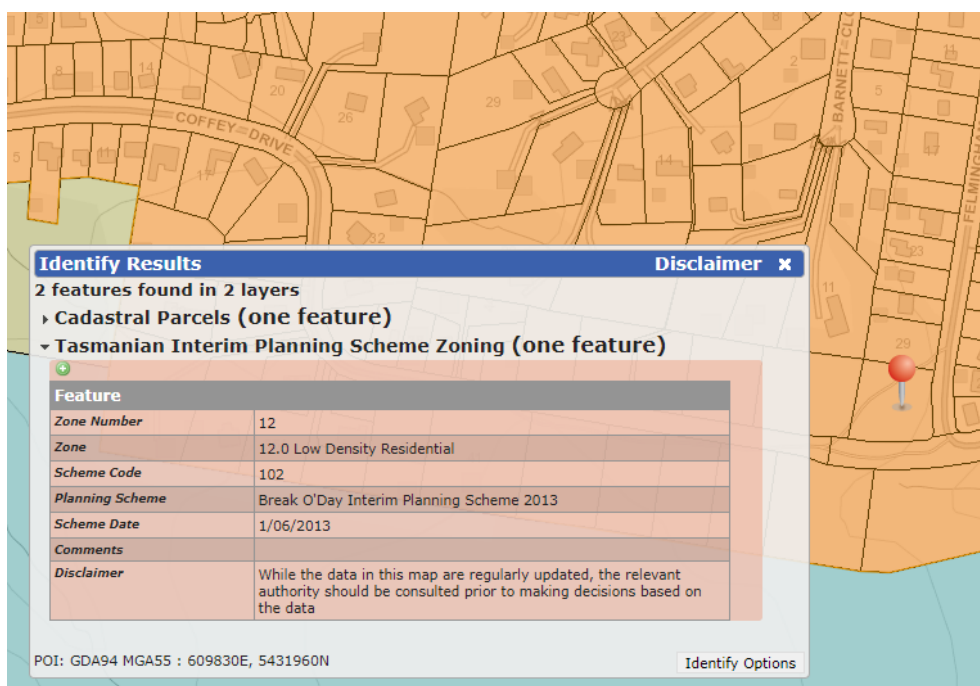 8
14
20
23
29
2
11
5
BARNETT CLO
COFFEY DRIVE
26
5
11
17
14
17
FELMINGHA
32
23
11
29
Identify Results Disclaimer ×
2 features found in 2 layers
Cadastral Parcels (one feature)
Tasmanian Interim Planning Scheme Zoning (one feature)
Feature
Zone Number 12
Zone 12.0 Low Density Residential
Scheme Code 102
Planning Scheme Break O'Day Interim Planning Scheme 2013
Scheme Date 1/06/2013
Comments
Disclaimer While the data in this map are regularly updated, the relevant
authority should be consulted prior to making decisions based on
the data
POI: GDA94 MGA55 : 609830E, 5431960N Identify Options